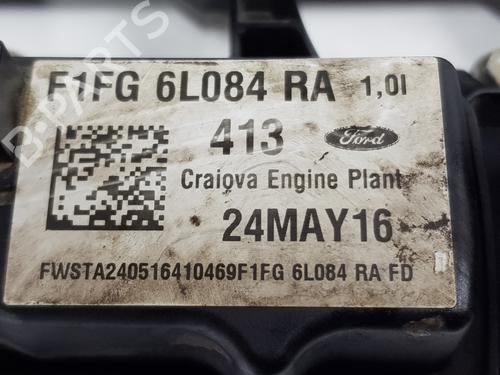 F1FG 6L084 RA 1,0l
413 Ford
Craiova Engine Plant
24MAY16
FWSTA240516410469F1FG 6L084 RA FD
B-PARTS